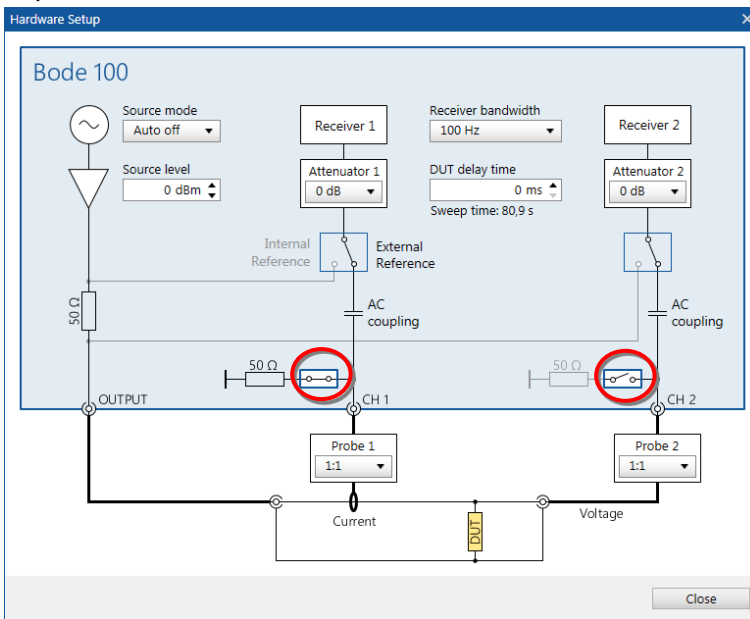 Hardware Setup
Bode 100
Source mode
Auto off
Receiver 1
Receiver bandwidth
100 Hz
Receiver 2
Source level
0 dBm
Attenuator 1
0 dB
DUT delay time
0 ms
Sweep time: 80,9 s
Attenuator 2
0 dB
Internal
Reference
External
Reference
50 Ω
AC
coupling
AC
coupling
50 Ω
50 Ω
OUTPUT
CH 1
CH 2
Probe 1
1:1
Probe 2
1:1
Current
DUT
Voltage
Close